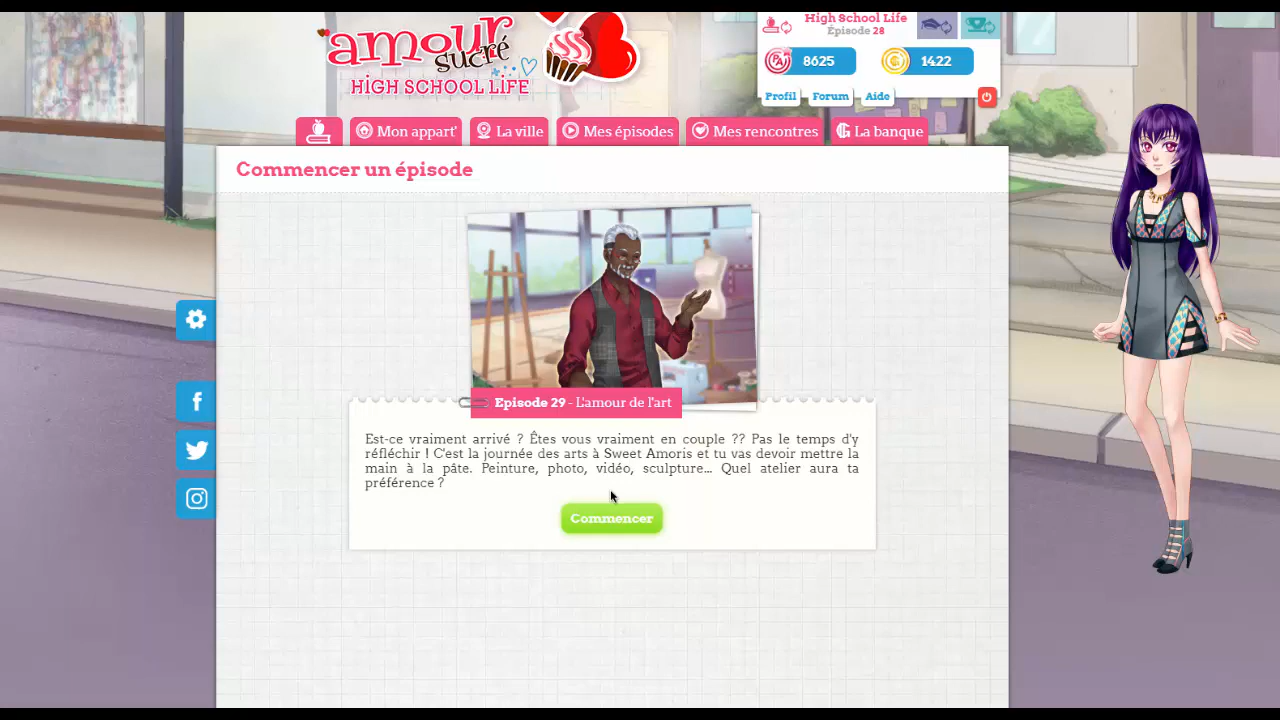 amour
sucré
HIGH SCHOOL LIFE
High School Life
Épisode 28
PA 8625
1422
Profil Forum Aide
Mon appart' La ville Mes épisodes Mes rencontres La banque
Commencer un épisode
Episode 29 - L'amour de l'art
Est-ce vraiment arrivé ? Êtes vous vraiment en couple ?? Pas le temps d'y
réfléchir ! C'est la journée des arts à Sweet Amoris et tu vas devoir mettre la
main à la pâte. Peinture, photo, vidéo, sculpture... Quel atelier aura ta
préférence ?
Commencer